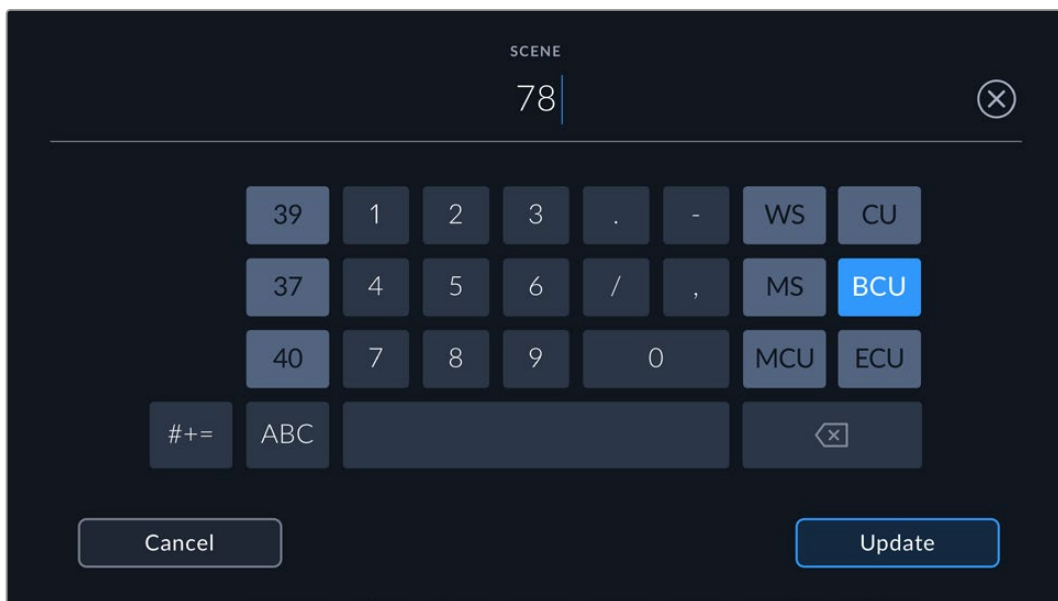 SCENE
78
39 1 2 3 . - WS CU
37 4 5 6 / , MS BCU
40 7 8 9 0 MCU ECU
#+= ABC
Cancel Update